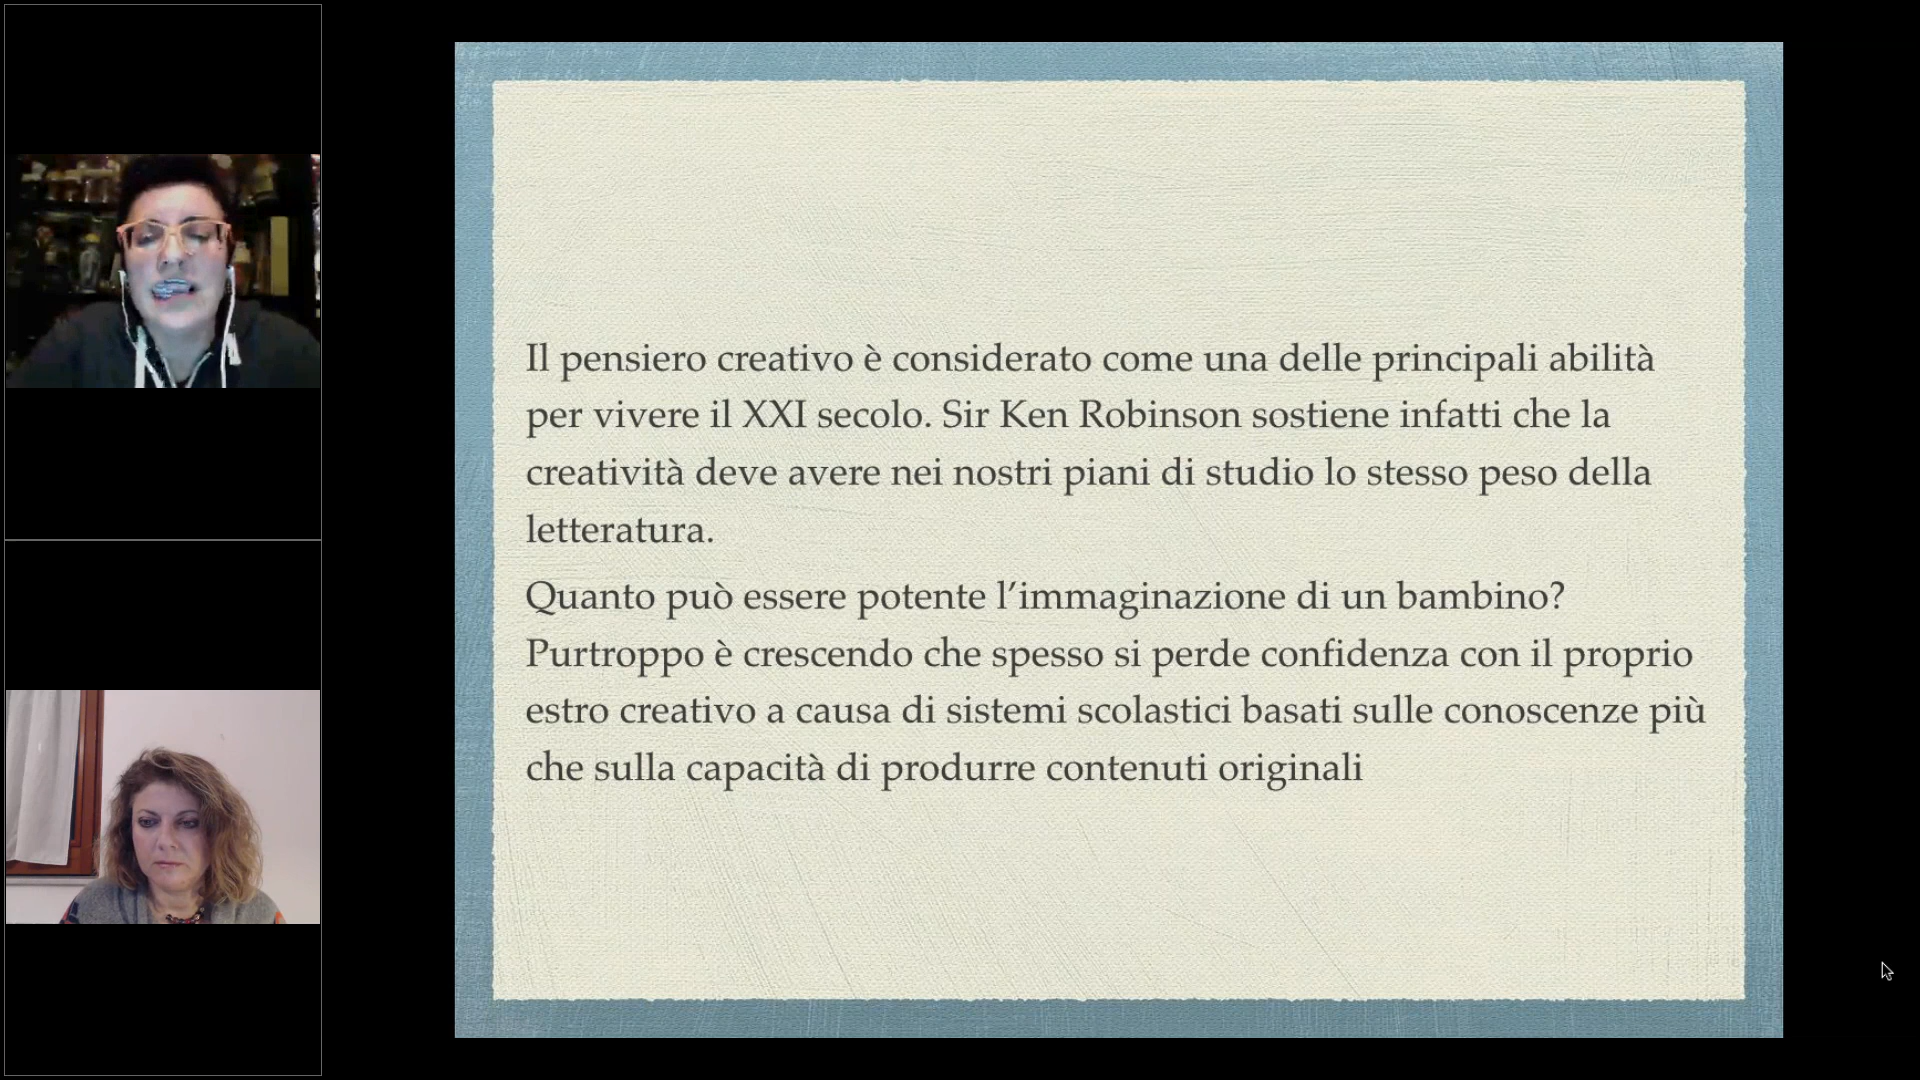 Il pensiero creativo è considerato come una delle principali abilità
per vivere il XXI secolo. Sir Ken Robinson sostiene infatti che la
creatività deve avere nei nostri piani di studio lo stesso peso della
letteratura.
Quanto può essere potente l’immaginazione di un bambino?
Purtroppo è crescendo che spesso si perde confidenza con il proprio
estro creativo a causa di sistemi scolastici basati sulle conoscenze più
che sulla capacità di produrre contenuti originali